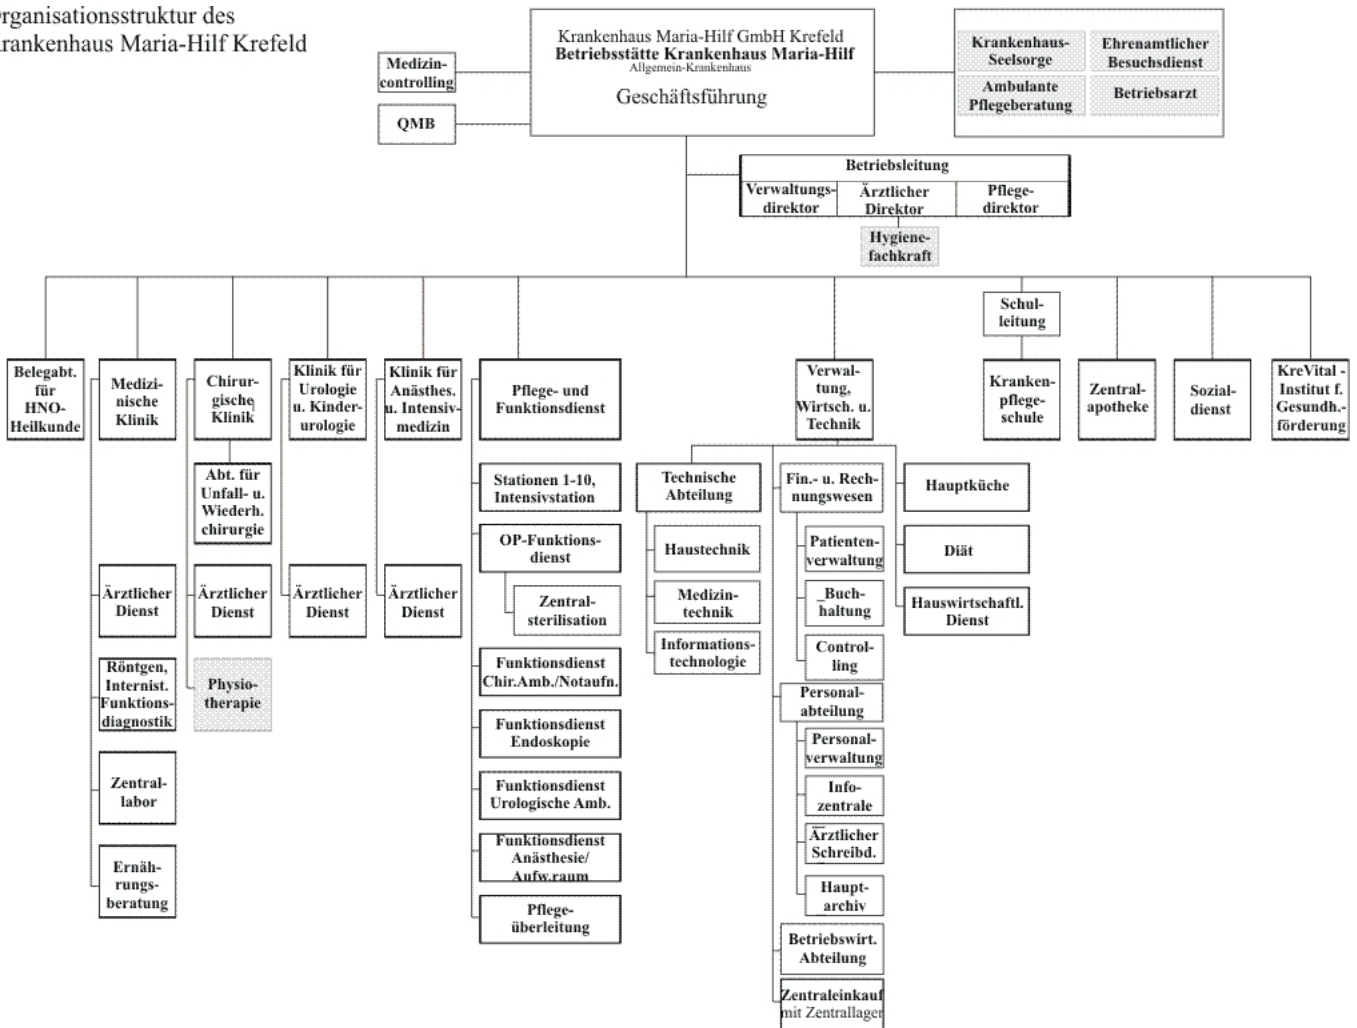 rganisationsstruktur des
rankenhaus Maria-Hilf Krefeld
Medizin-
controlling
QMB
Krankenhaus Maria-Hilf GmbH Krefeld
Betriebsstätte Krankenhaus Maria-Hilf
Allgemein-Krankenhaus
Geschäftsführung
Krankenhaus-
Seelsorge
Ehrenamtlicher
Besuchsdienst
Ambulante
Pflegeberatung
Betriebsarzt
Betriebsleitung
Verwaltungs-
direktor
Ärztlicher
Direktor
Pflege-
direktor
Hygiene-
fachkraft
Schul-
leitung
Belegabt.
für
HNO-
Heilkunde
Medizi-
nische
Klinik
Chirur-
gische
Klinik
Klinik für
Urologie
u. Kinder-
urologie
Klinik für
Anästhes.
u. Intensiv-
medizin
Pflege- und
Funktionsdienst
Verwal-
tung,
Wirtsch. u.
Technik
Kranken-
pflege-
schule
Zentral-
apotheke
Sozial-
dienst
KreVital -
Institut f.
Gesundh.-
förderung
Abt. für
Unfall- u.
Wiederh.
chirurgie
Ärztlicher
Dienst
Ärztlicher
Dienst
Ärztlicher
Dienst
Ärztlicher
Dienst
Röntgen,
Internist.
Funktions-
diagnostik
Physio-
therapie
Zentral-
labor
Ernäh-
rungs-
beratung
Stationen 1-10,
Intensivstation
OP-Funktions-
dienst
Zentral-
sterilisation
Funktionsdienst
Chir.Amb./Notaufn.
Funktionsdienst
Endoskopie
Funktionsdienst
Urologische Amb.
Funktionsdienst
Anästhesie/
Aufw.raum
Pflege-
überleitung
Technische
Abteilung
Haustechnik
Medizin-
technik
Informations-
technologie
Fin.- u. Rech-
nungswesen
Patienten-
verwaltung
Buch-
haltung
Control-
ling
Personal-
abteilung
Personal-
verwaltung
Info-
zentrale
Ärztlicher
Schreibd.
Haupt-
archiv
Betriebswirt.
Abteilung
Zentraleinkauf
mit Zentrallager
Hauptküche
Diät
Hauswirtschaftl.
Dienst